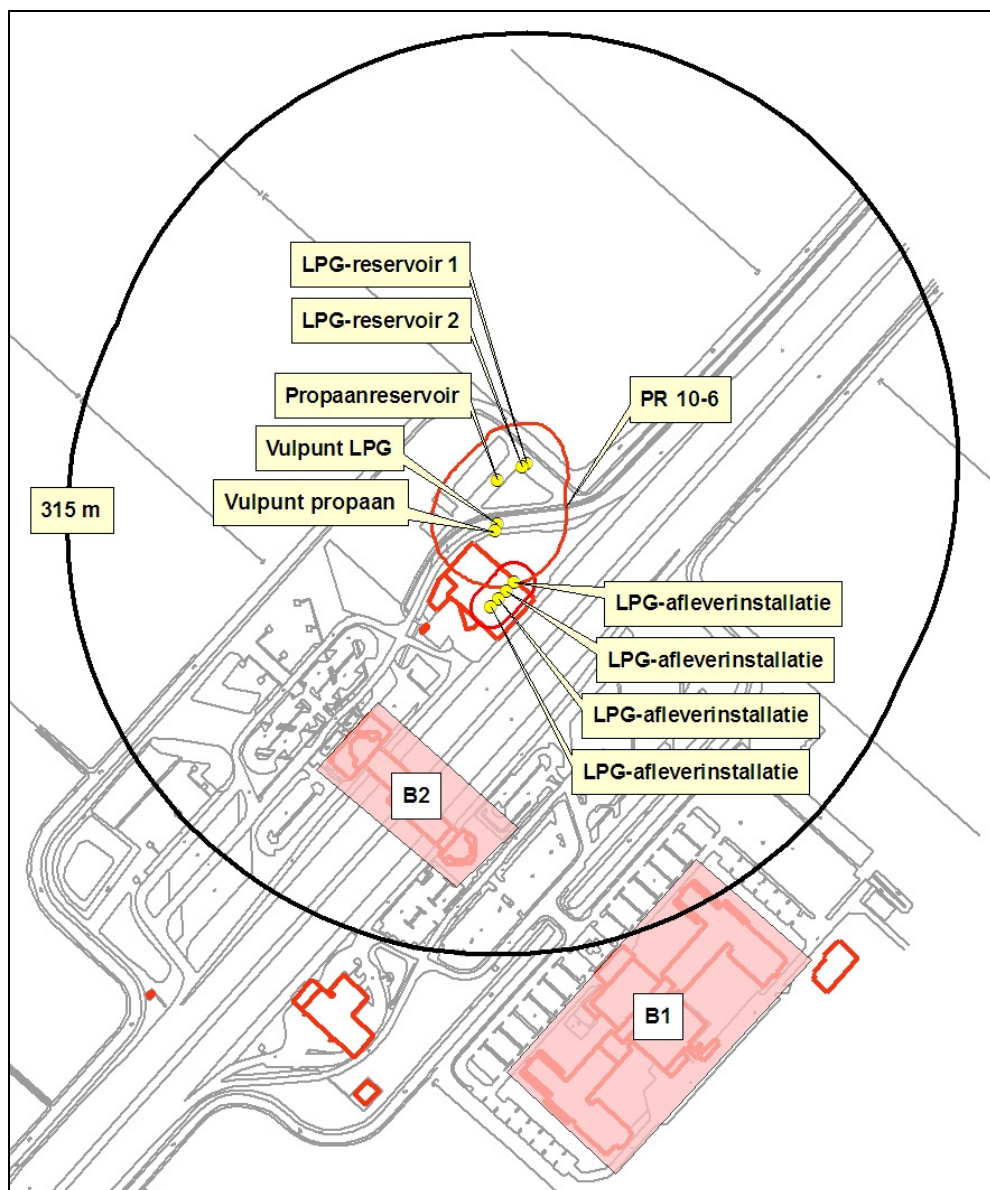 LPG-reservoir 1
LPG-reservoir 2
Propaanreservoir
PR 10-6
Vulpunt LPG
Vulpunt propaan
315 m
LPG-afleverinstallatie
LPG-afleverinstallatie
LPG-afleverinstallatie
LPG-afleverinstallatie
B2
B1